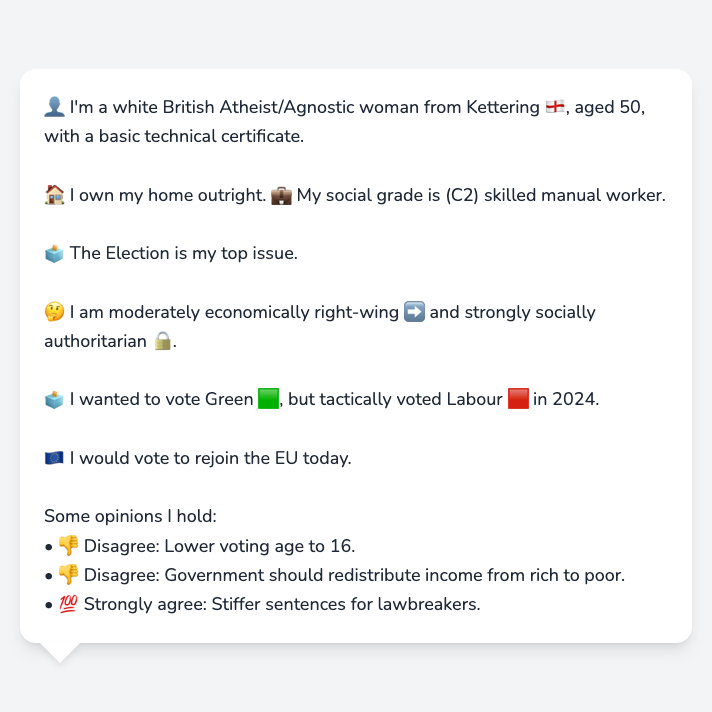 👤 I'm a white British Atheist/Agnostic woman from Kettering 🏴󠁧󠁢󠁥󠁮󠁧󠁿, aged 50,
with a basic technical certificate.
🏠 I own my home outright. 💼 My social grade is (C2) skilled manual worker.
🗳️ The Election is my top issue.
🤔 I am moderately economically right-wing ➡️ and strongly socially
authoritarian 🔒.
🗳️ I wanted to vote Green 🟩, but tactically voted Labour 🟥 in 2024.
🇪🇺 I would vote to rejoin the EU today.
Some opinions I hold:
• 👎 Disagree: Lower voting age to 16.
• 👎 Disagree: Government should redistribute income from rich to poor.
• 💯 Strongly agree: Stiffer sentences for lawbreakers.